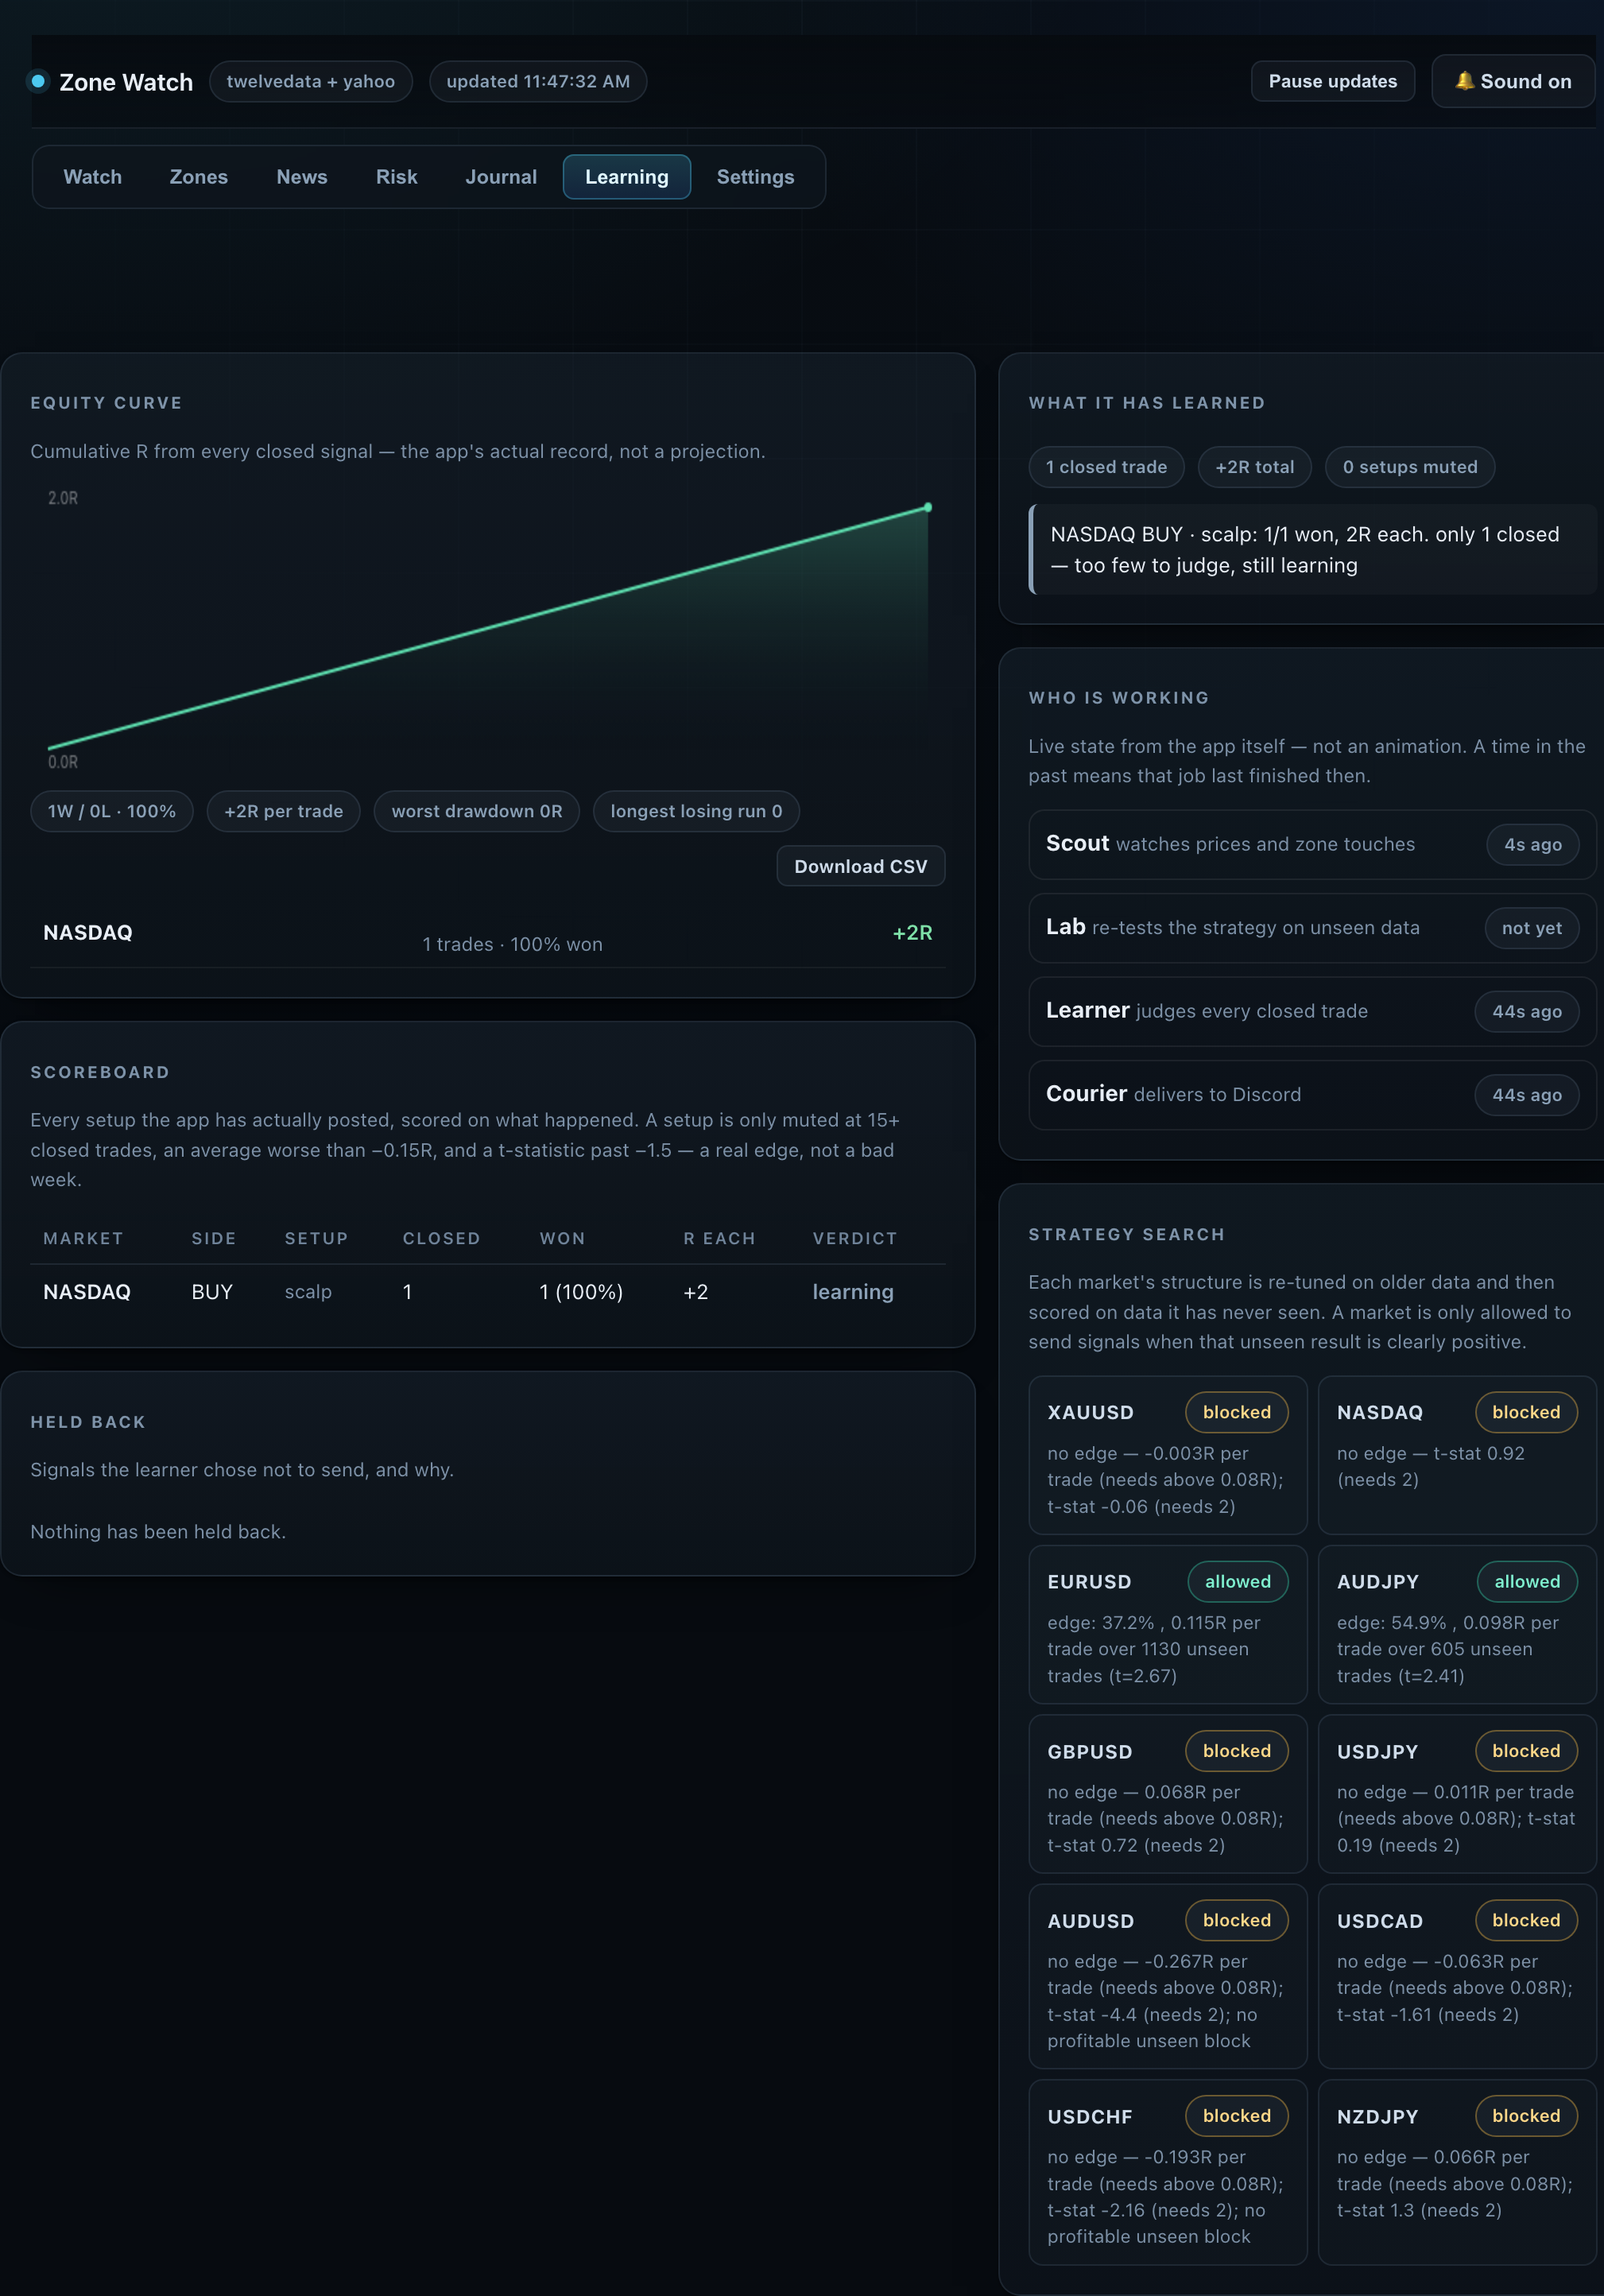 Zone Watch
twelvedata + yahoo
updated 11:47:32 AM
Pause updates
🔔 Sound on
Watch
Zones
News
Risk
Journal
Learning
Settings
EQUITY CURVE
Cumulative R from every closed signal — the app's actual record, not a projection.
2.0R
0.0R
1W / 0L · 100%
+2R per trade
worst drawdown 0R
longest losing run 0
Download CSV
NASDAQ
1 trades · 100% won
+2R
SCOREBOARD
Every setup the app has actually posted, scored on what happened. A setup is only muted at 15+
closed trades, an average worse than −0.15R, and a t-statistic past −1.5 — a real edge, not a bad
week.
MARKET SIDE SETUP CLOSED WON R EACH VERDICT
NASDAQ BUY scalp 1 1 (100%) +2 learning
HELD BACK
Signals the learner chose not to send, and why.
Nothing has been held back.
WHAT IT HAS LEARNED
1 closed trade
+2R total
0 setups muted
NASDAQ BUY · scalp: 1/1 won, 2R each. only 1 closed
— too few to judge, still learning
WHO IS WORKING
Live state from the app itself — not an animation. A time in the
past means that job last finished then.
Scout watches prices and zone touches
4s ago
Lab re-tests the strategy on unseen data
not yet
Learner judges every closed trade
44s ago
Courier delivers to Discord
44s ago
STRATEGY SEARCH
Each market's structure is re-tuned on older data and then
scored on data it has never seen. A market is only allowed to
send signals when that unseen result is clearly positive.
XAUUSD
blocked
no edge — -0.003R per
trade (needs above 0.08R);
t-stat -0.06 (needs 2)
NASDAQ
blocked
no edge — t-stat 0.92
(needs 2)
EURUSD
allowed
edge: 37.2% , 0.115R per
trade over 1130 unseen
trades (t=2.67)
AUDJPY
allowed
edge: 54.9% , 0.098R per
trade over 605 unseen
trades (t=2.41)
GBPUSD
blocked
no edge — 0.068R per
trade (needs above 0.08R);
t-stat 0.72 (needs 2)
USDJPY
blocked
no edge — 0.011R per trade
(needs above 0.08R); t-stat
0.19 (needs 2)
AUDUSD
blocked
no edge — -0.267R per
trade (needs above 0.08R);
t-stat -4.4 (needs 2); no
profitable unseen block
USDCAD
blocked
no edge — -0.063R per
trade (needs above 0.08R);
t-stat -1.61 (needs 2)
USDCHF
blocked
no edge — -0.193R per
trade (needs above 0.08R);
t-stat -2.16 (needs 2); no
profitable unseen block
NZDJPY
blocked
no edge — 0.066R per
trade (needs above 0.08R);
t-stat 1.3 (needs 2)